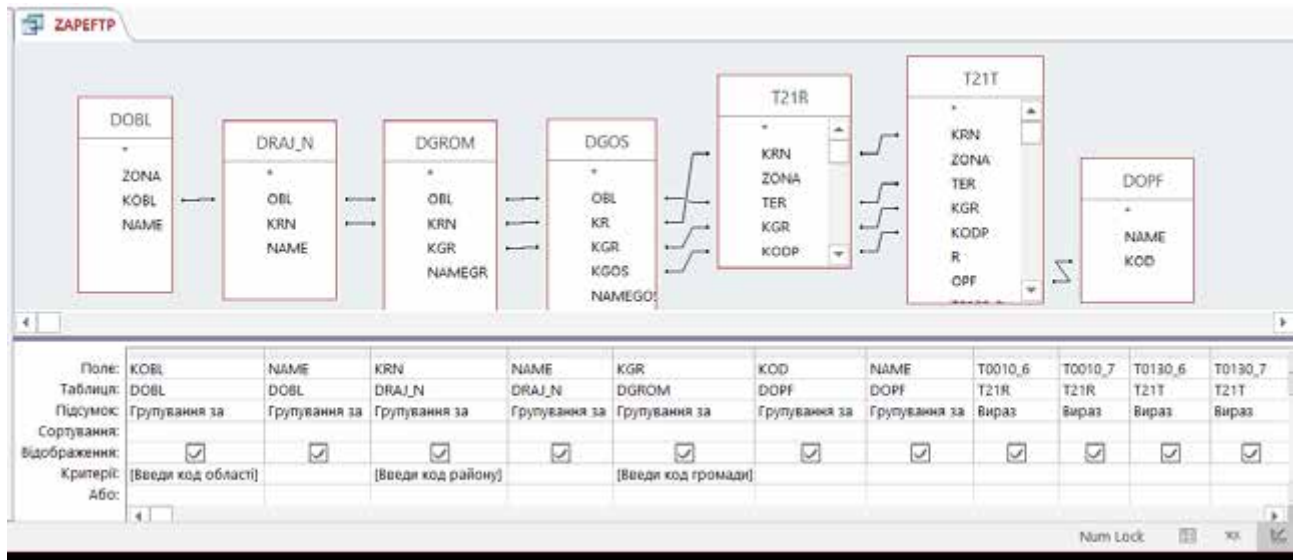 ZAPEFTP
DOBL
*
ZONA
KOBL
NAME
DRAJ_N
*
OBL
KRN
NAME
DGROM
*
OBL
KRN
KGR
NAMEGR
DGOS
*
OBL
KR
KGR
KGOS
NAMEGOS
T21R
*
KRN
ZONA
TER
KGR
KODP
T21T
*
KRN
ZONA
TER
KGR
KODP
R
OPF
DOPF
*
NAME
KOD
Поле: KOBL NAME KRN NAME KGR KOD NAME T0010_6 T0010_7 T0130_6 T0130_7
Таблиця: DOBL DOBL DRAJ_N DRAJ_N DGROM DOPF DOPF T21R T21R T21T T21T
Підсумок: Групування за Групування за Групування за Групування за Групування за Групування за Групування за Вираз Вираз Вираз Вираз
Сортування:
Відображення:
Критерії: [Введи код області] [Введи код району] [Введи код громади]
Або:
Num Lock